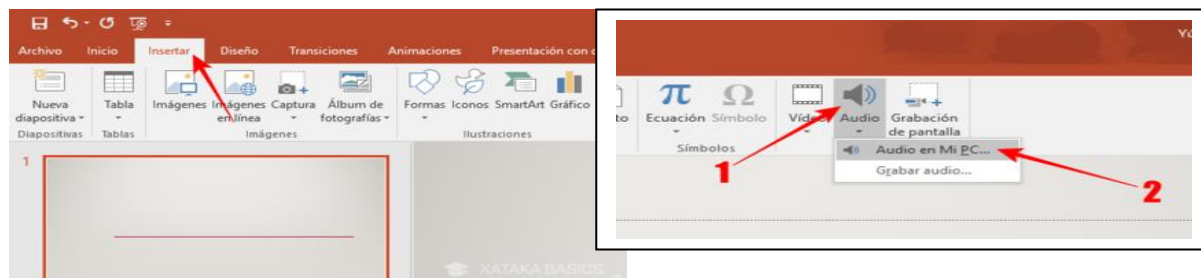 Archivo Inicio Insertar Diseño Transiciones Animaciones Presentación con
Nueva diapositiva
Tabla
Imágenes
Imágenes en línea
Captura
Álbum de fotografías
Formas
Iconos
SmartArt
Gráfico
Diapositivas Tablas Imágenes Ilustraciones
1
XATAKA BASICS
Ecuación
Símbolo
Vídeo
Audio
Grabación de pantalla
Símbolos
Audio en Mi PC...
Grabar audio...
1
2